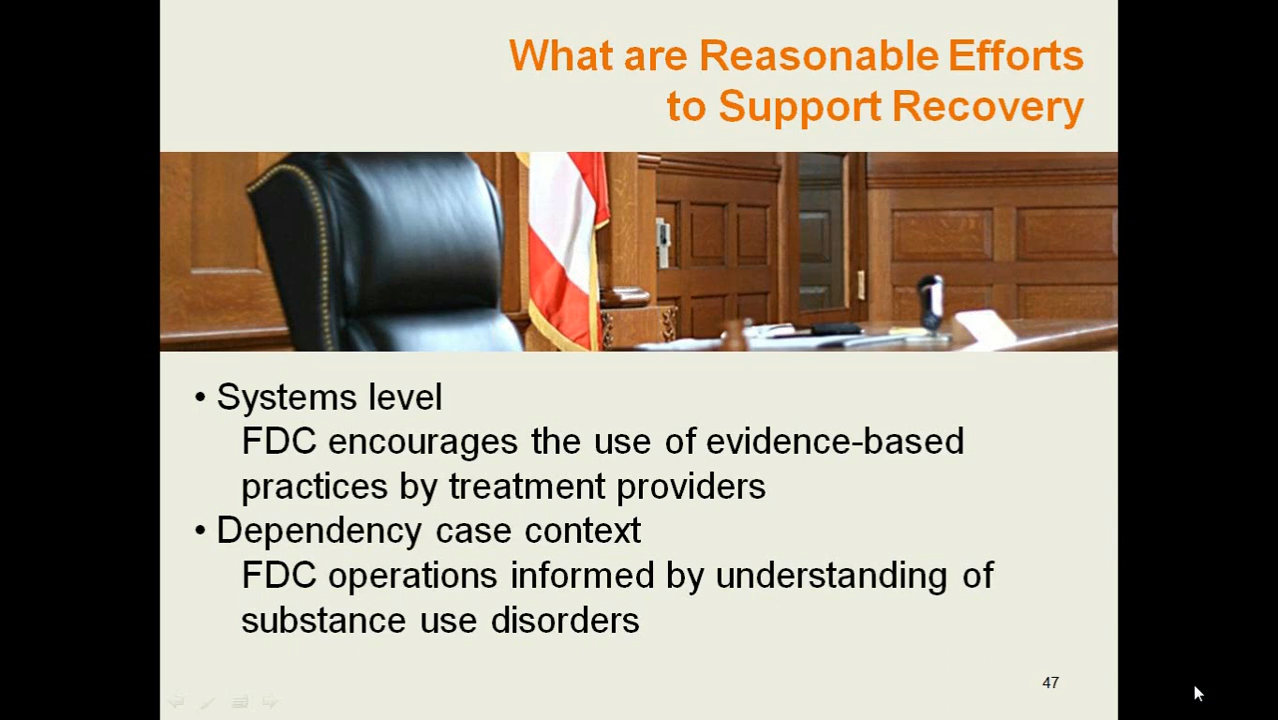 What are Reasonable Efforts
to Support Recovery
• Systems level
FDC encourages the use of evidence-based
practices by treatment providers
• Dependency case context
FDC operations informed by understanding of
substance use disorders
47